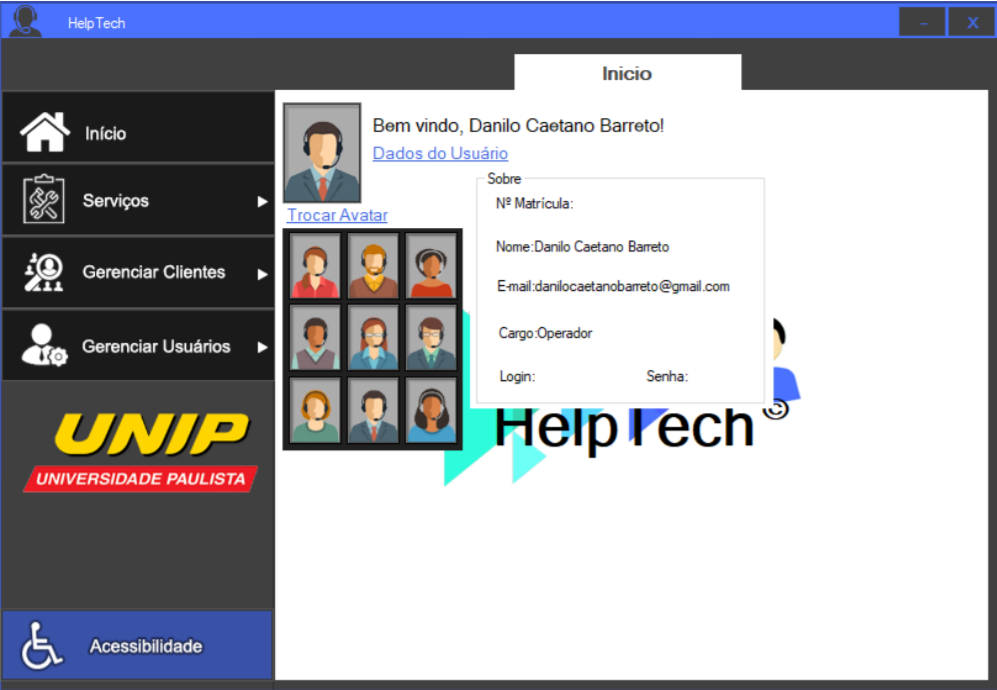 HelpTech
– X
Inicio
Início
Serviços
Gerenciar Clientes
Gerenciar Usuários
UNIP
UNIVERSIDADE PAULISTA
Acessibilidade
Bem vindo, Danilo Caetano Barreto!
Dados do Usuário
Trocar Avatar
Sobre
Nº Matrícula:
Nome:Danilo Caetano Barreto
E-mail:danilocaetanobarreto@gmail.com
Cargo:Operador
Login: Senha:
HelpTech©